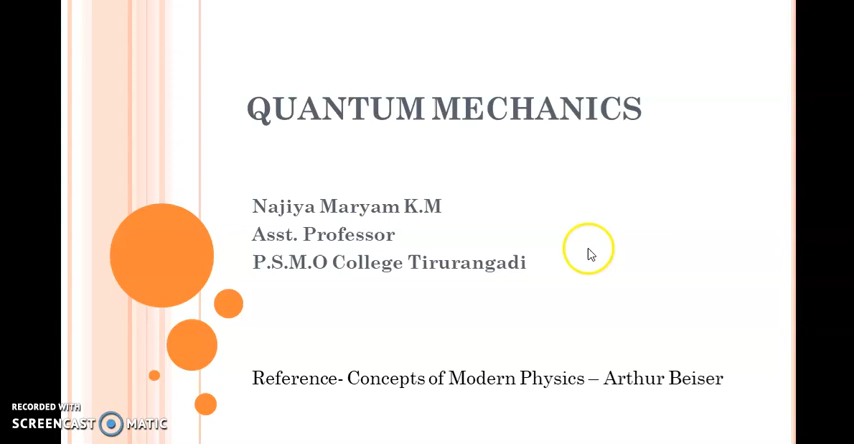 QUANTUM MECHANICS
Najiya Maryam K.M
Asst. Professor
P.S.M.O College Tirurangadi
Reference- Concepts of Modern Physics – Arthur Beiser
RECORDED WITH
SCREENCAST MATIC